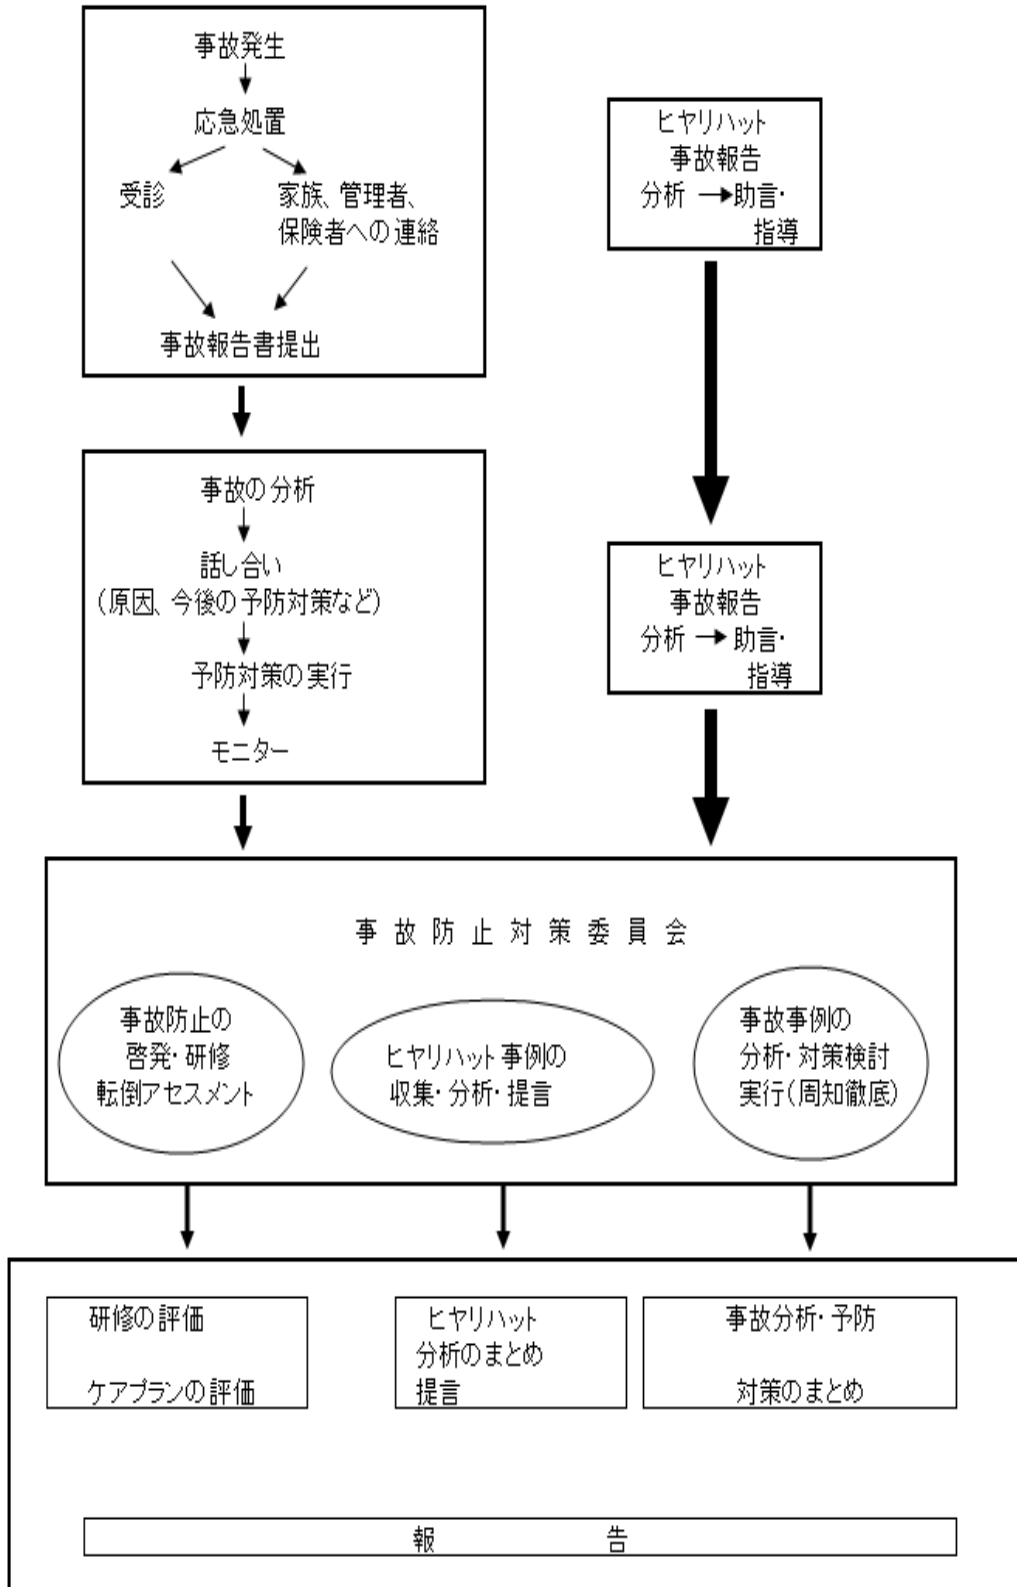 事故発生
応急処置
受診
家族、管理者、
保険者への連絡
事故報告書提出
ヒヤリハット
事故報告
分析 → 助言・
指導
事故の分析
話し合い
（原因、今後の予防対策など）
予防対策の実行
モニター
ヒヤリハット
事故報告
分析 → 助言・
指導
事故防止対策委員会
事故防止の
啓発・研修
転倒アセスメント
ヒヤリハット事例の
収集・分析・提言
事故事例の
分析・対策検討
実行（周知徹底）
研修の評価
ケアプランの評価
ヒヤリハット
分析のまとめ
提言
事故分析・予防
対策のまとめ
報告